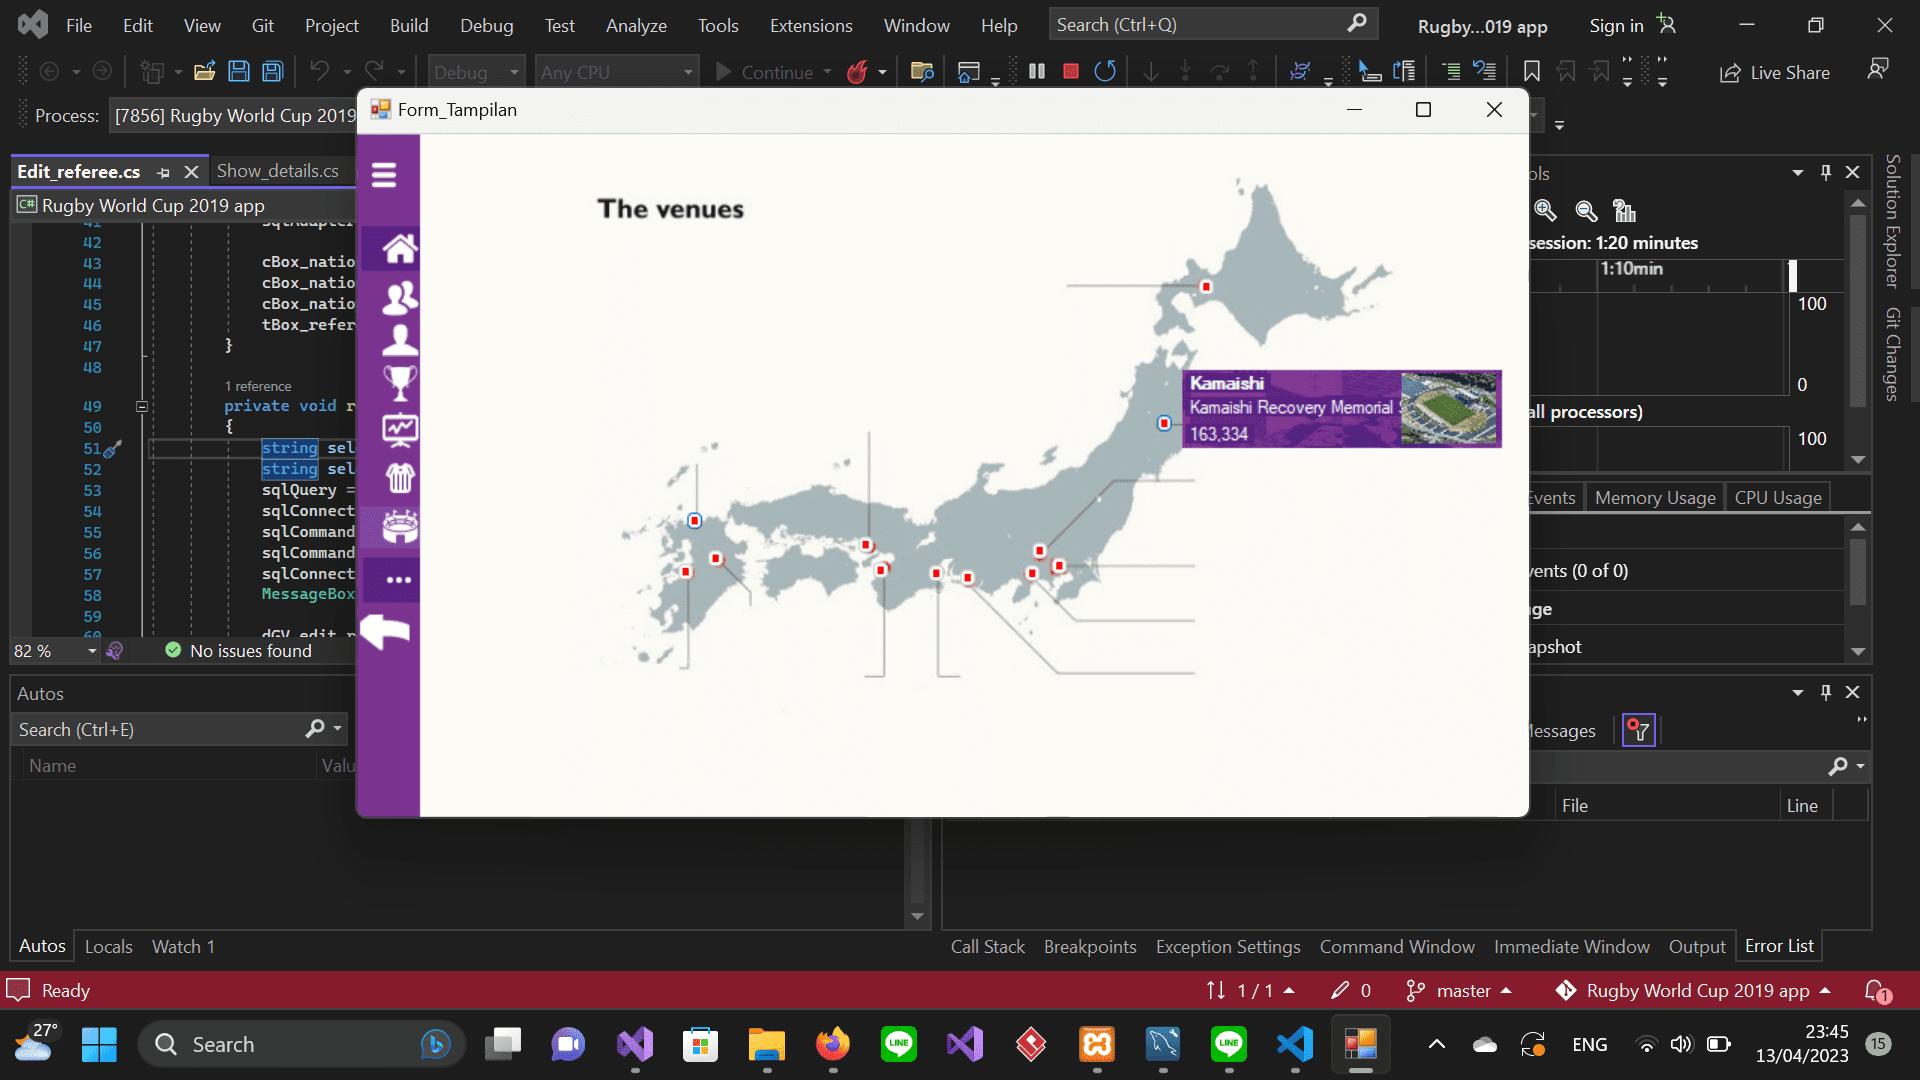 File Edit View Git Project Build Debug Test Analyze Tools Extensions Window Help Search (Ctrl+Q) Rugby...019 app Sign in
Debug Any CPU Continue Live Share
Process: [7856] Rugby World Cup 2019
Form_Tampilan
Edit_referee.cs Show_details.cs
Rugby World Cup 2019 app
42
43 cBox_natio
44 cBox_natio
45 cBox_natio
46 tBox_refer
47 }
48
1 reference
49 private void r
50 {
51 string sel
52 string sel
53 sqlQuery =
54 sqlConnect
55 sqlCommand
56 sqlCommand
57 sqlConnect
58 MessageBox
59
60 dGV_edit_r
82 % No issues found
The venues
Kamaishi
Kamaishi Recovery Memorial
163,334
ols
session: 1:20 minutes
1:10min
100
0
all processors)
100
Events Memory Usage CPU Usage
vents (0 of 0)
ge
apshot
Solution Explorer
Git Changes
Autos
Search (Ctrl+E)
Name Valu
Messages
File Line
Autos Locals Watch 1
Call Stack Breakpoints Exception Settings Command Window Immediate Window Output Error List
Ready 1 / 1 0 master Rugby World Cup 2019 app 1
27° Search LINE LINE ENG 23:45
13/04/2023 15